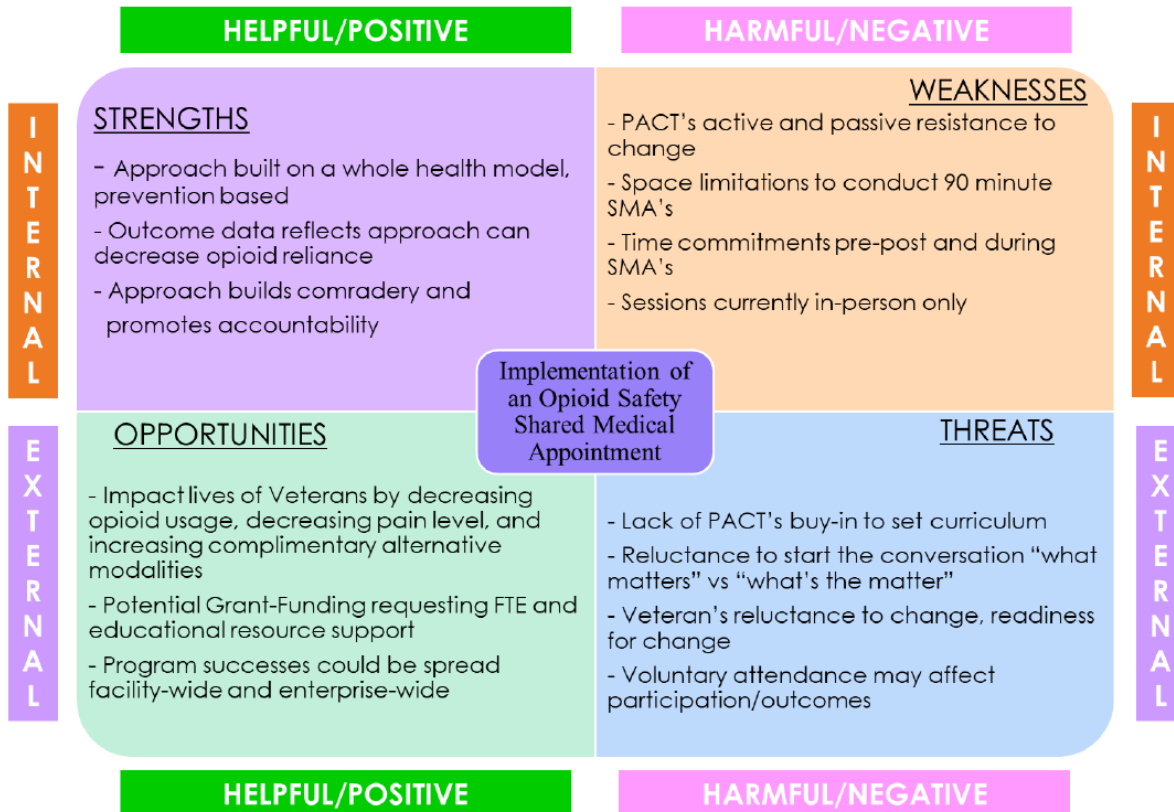 HELPFUL/POSITIVE
HARMFUL/NEGATIVE
INTERNAL
STRENGTHS
- Approach built on a whole health model,
prevention based
- Outcome data reflects approach can
decrease opioid reliance
- Approach builds comradery and
promotes accountability
WEAKNESSES
- PACT's active and passive resistance to
change
- Space limitations to conduct 90 minute
SMA's
- Time commitments pre-post and during
SMA's
- Sessions currently in-person only
INTERNAL
Implementation of
an Opioid Safety
Shared Medical
Appointment
EXTERNAL
OPPORTUNITIES
- Impact lives of Veterans by decreasing
opioid usage, decreasing pain level, and
increasing complimentary alternative
modalities
- Potential Grant-Funding requesting FTE and
educational resource support
- Program successes could be spread
facility-wide and enterprise-wide
THREATS
- Lack of PACT's buy-in to set curriculum
- Reluctance to start the conversation “what
matters” vs “what's the matter”
- Veteran's reluctance to change, readiness
for change
- Voluntary attendance may affect
participation/outcomes
EXTERNAL
HELPFUL/POSITIVE
HARMFUL/NEGATIVE